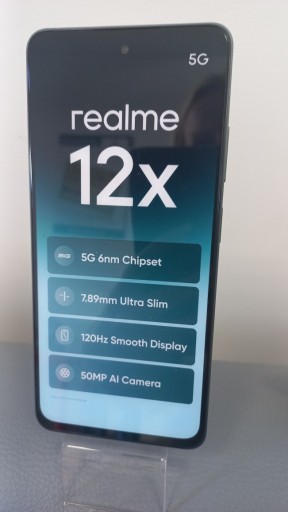 5G
realme
12x
5G 6nm Chipset
7.89mm Ultra Slim
120Hz Smooth Display
50MP AI Camera